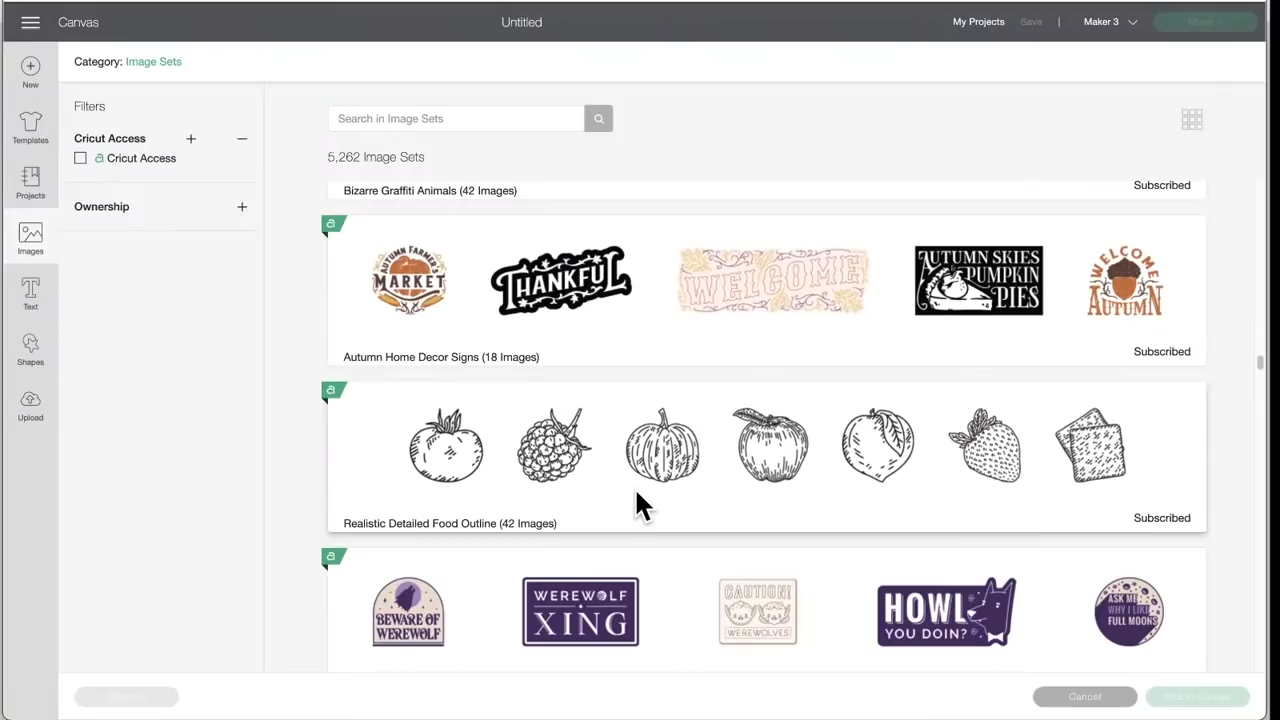 Canvas
Untitled
My Projects
Save
|
Maker 3
New
Templates
Projects
Images
Text
Shapes
Upload
Category: Image Sets
Filters
Cricut Access
Cricut Access
Ownership
Search in Image Sets
5,262 Image Sets
Bizarre Graffiti Animals (42 Images)
Subscribed
AUTUMN FARMER'S
MARKET
THANKFUL
WELCOME
AUTUMN SKIES
PUMPKIN
PIES
WELCOME
AUTUMN
Autumn Home Decor Signs (18 Images)
Subscribed
Realistic Detailed Food Outline (42 Images)
Subscribed
BEWARE OF
WEREWOLF
WEREWOLF
XING
CAUTION!
WEREWOLVES
HOWL
YOU DOIN?
ASK ME
WHY I LIKE
FULL MOONS
Cancel